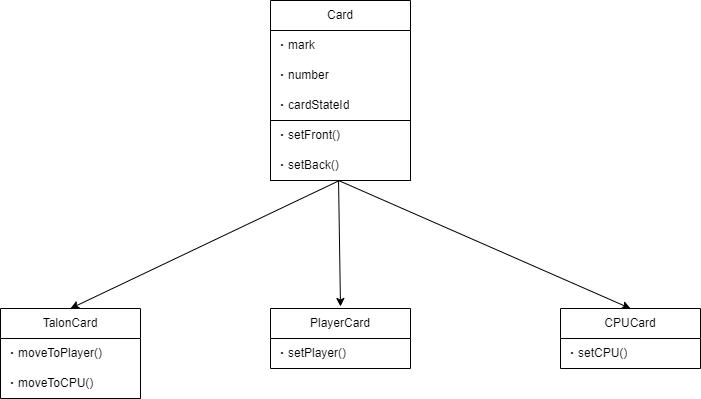 Card
・mark
・number
・cardStateId
・setFront()
・setBack()
TalonCard
・moveToPlayer()
・moveToCPU()
PlayerCard
・setPlayer()
CPUCard
・setCPU()